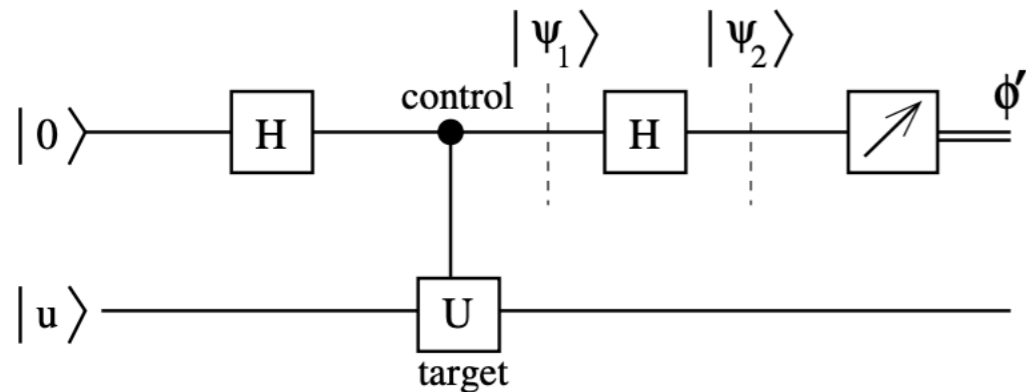 |ψ₁⟩ |ψ₂⟩
control
ϕ′
|0⟩ H H
|u⟩ U
target